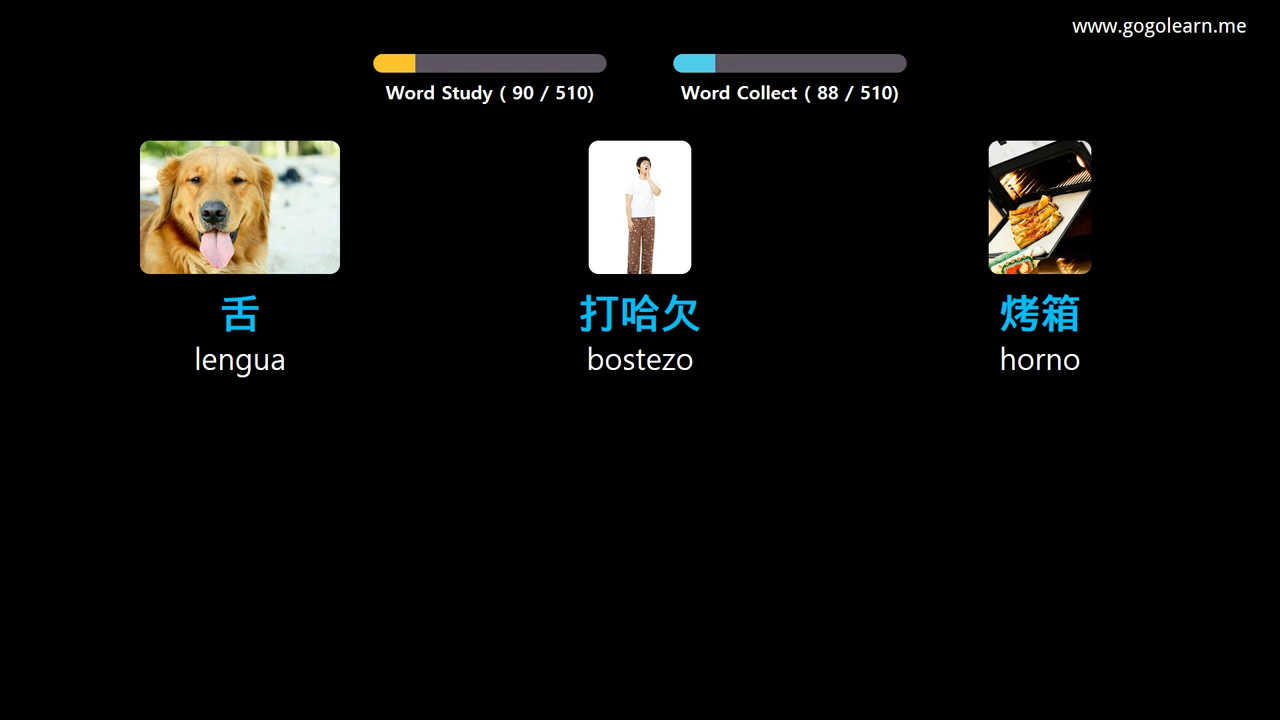 www.gogolearn.me
Word Study ( 90 / 510)
Word Collect ( 88 / 510)
舌
lengua
打哈欠
bostezo
烤箱
horno